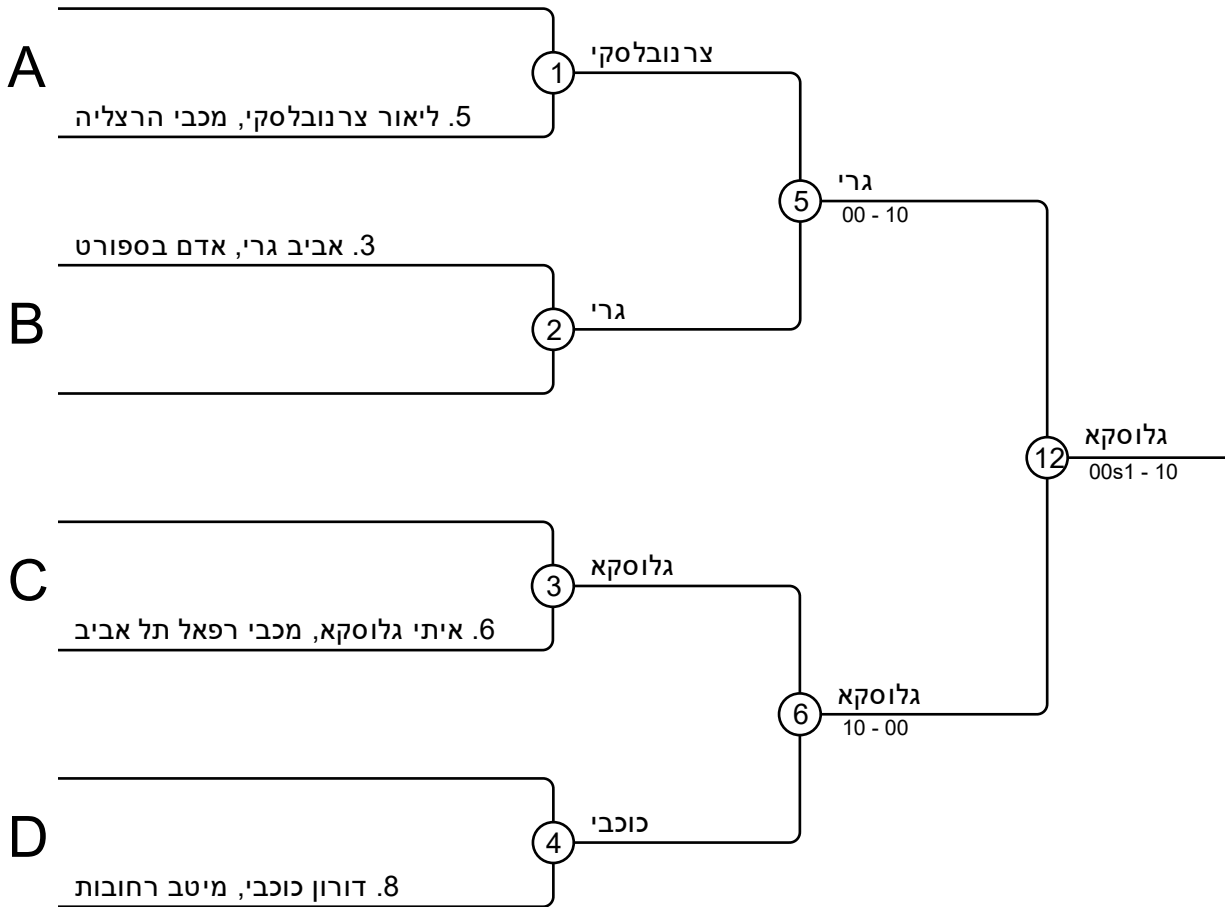 A
1
צרנובלסקי
5. ליאור צרנובלסקי, מכבי הרצליה
5
גרי
00 - 10
3. אביב גרי, אדם בספורט
B
2
גרי
12
גלוסקא
00s1 - 10
C
3
גלוסקא
6. איתי גלוסקא, מכבי רפאל תל אביב
6
גלוסקא
10 - 00
D
4
כוכבי
8. דורון כוכבי, מיטב רחובות